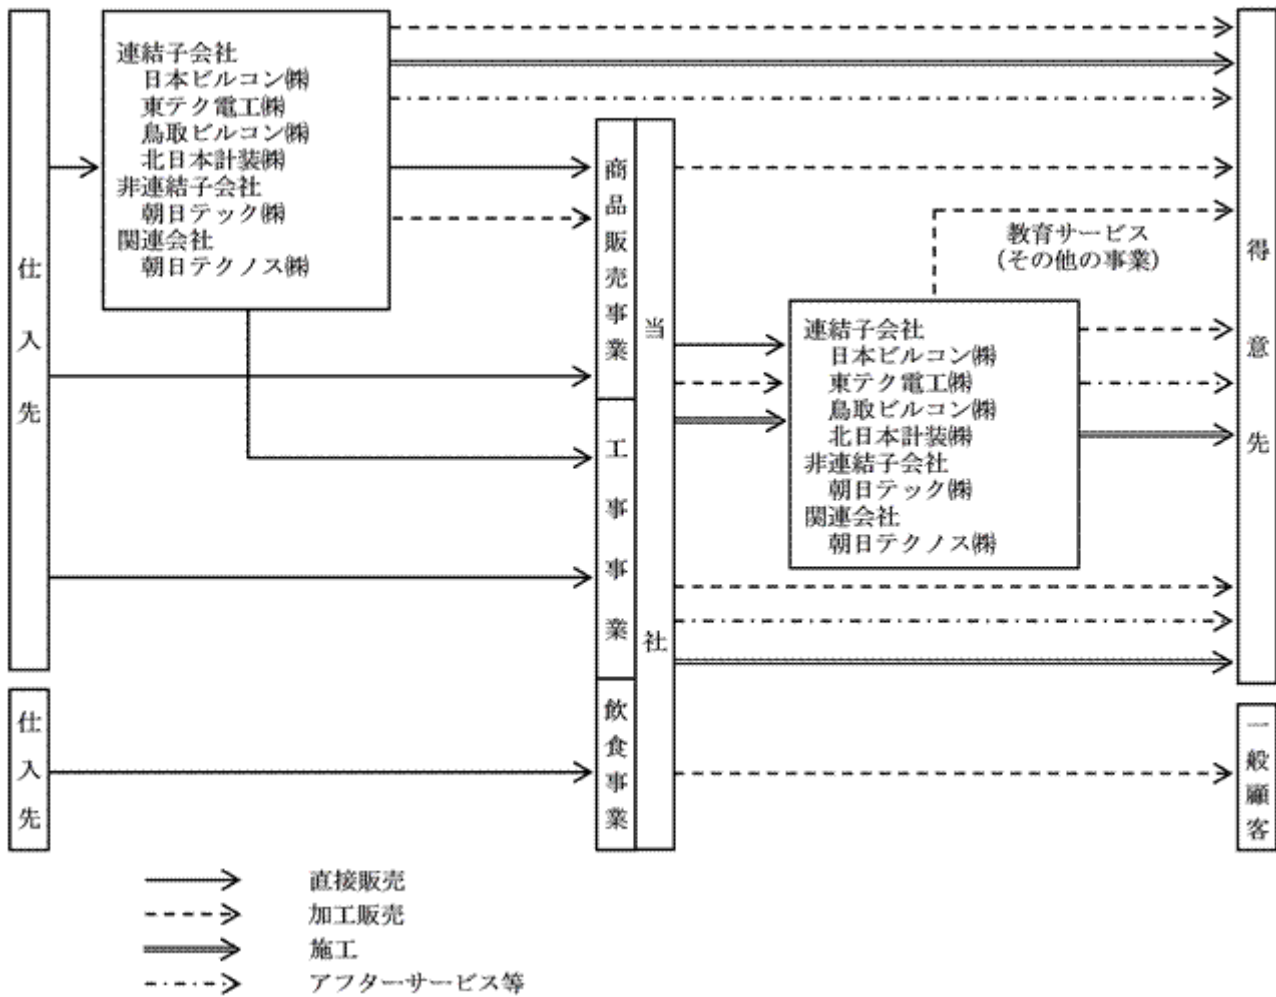 仕入先
連結子会社
日本ビルコン㈱
東テク電工㈱
鳥取ビルコン㈱
北日本計装㈱
非連結子会社
朝日テック㈱
関連会社
朝日テクノス㈱
商品販売事業
工事事業
飲食事業
当社
教育サービス
(その他の事業)
連結子会社
日本ビルコン㈱
東テク電工㈱
鳥取ビルコン㈱
北日本計装㈱
非連結子会社
朝日テック㈱
関連会社
朝日テクノス㈱
得意先
仕入先
一般顧客
直接販売
加工販売
施工
アフターサービス等